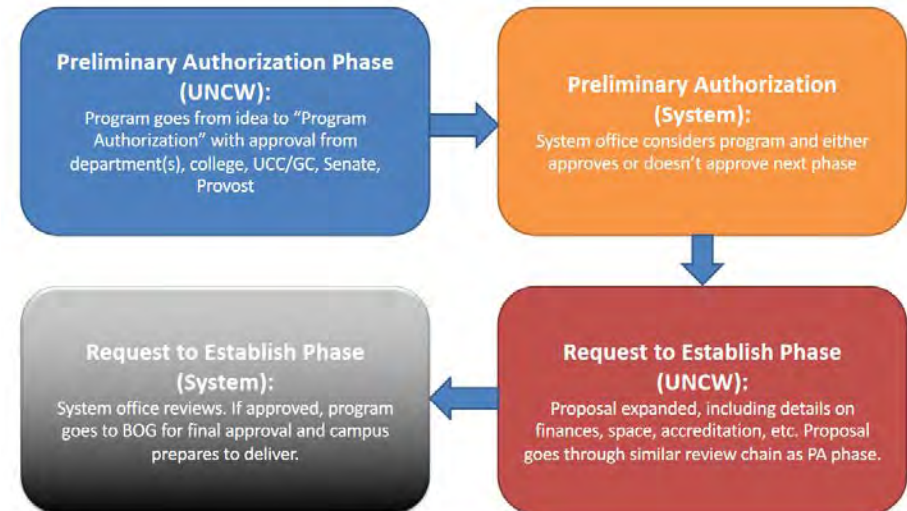 Preliminary Authorization Phase
(UNCW):
Program goes from idea to “Program
Authorization” with approval from
department(s), college, UCC/GC, Senate,
Provost
Preliminary Authorization
(System):
System office considers program and either
approves or doesn’t approve next phase
Request to Establish Phase
(UNCW):
Proposal expanded, including details on
finances, space, accreditation, etc. Proposal
goes through similar review chain as PA phase.
Request to Establish Phase
(System):
System office reviews. If approved, program
goes to BOG for final approval and campus
prepares to deliver.